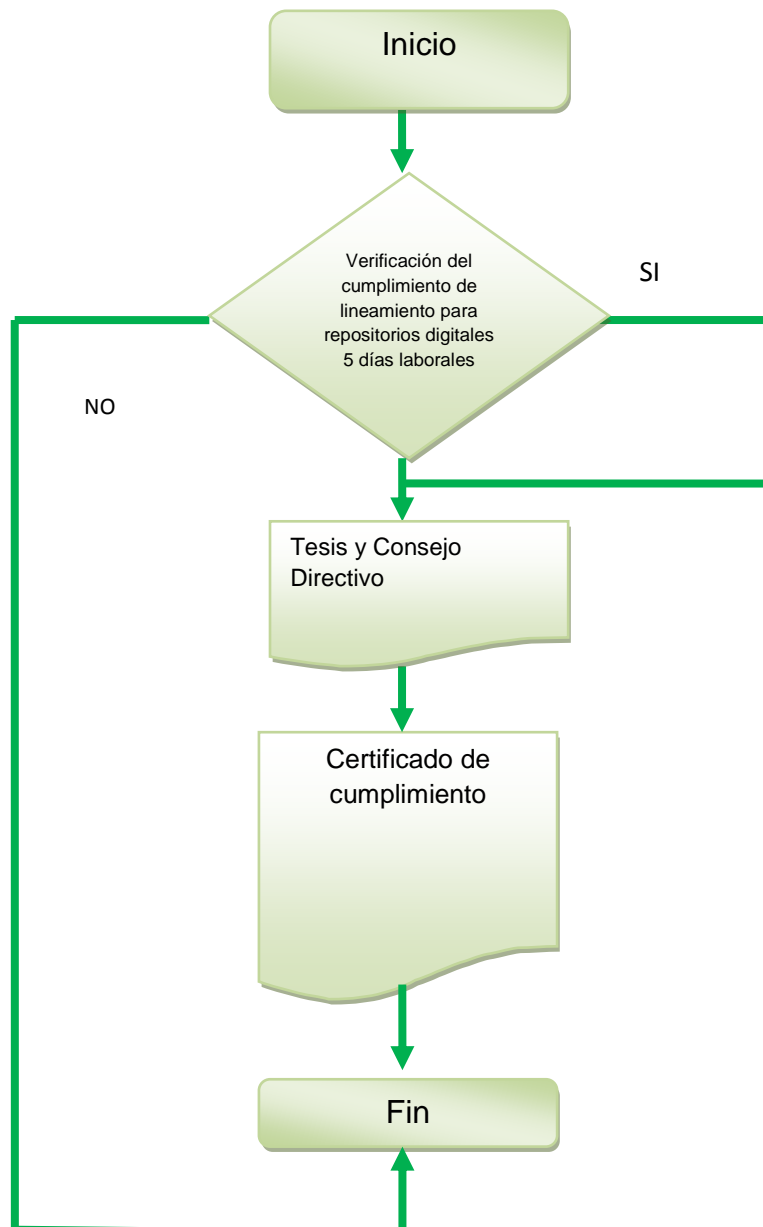 Inicio
Verificación del
cumplimiento de
lineamiento para
repositorios digitales
5 días laborales
SI
NO
Tesis y Consejo
Directivo
Certificado de
cumplimiento
Fin